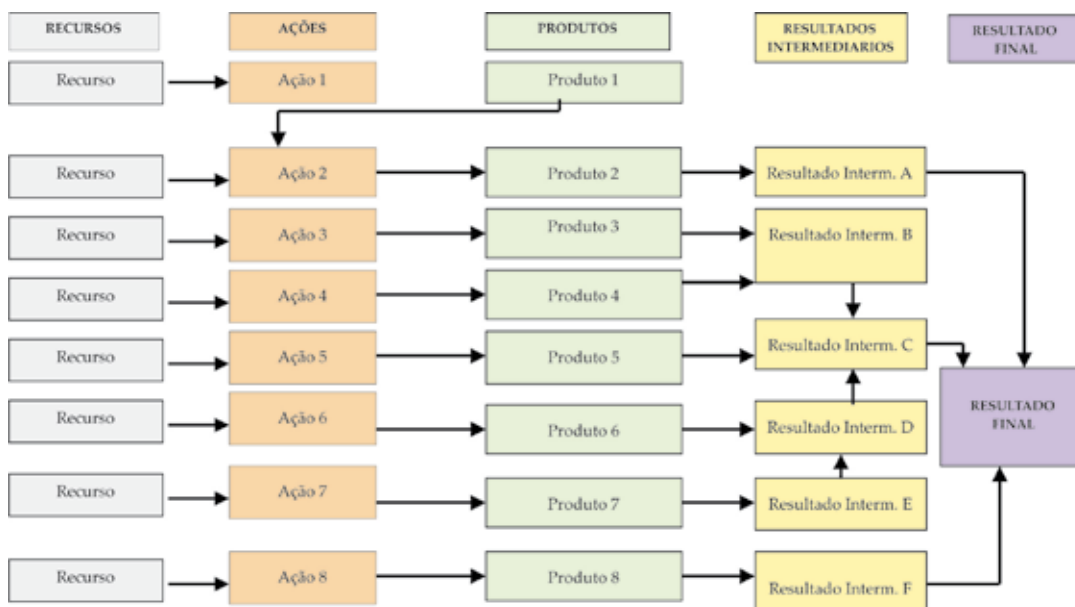 RECURSOS
AÇÕES
PRODUTOS
RESULTADOS
INTERMEDIARIOS
RESULTADO
FINAL
Recurso
Ação 1
Produto 1
Recurso
Ação 2
Produto 2
Resultado Interm. A
Recurso
Ação 3
Produto 3
Resultado Interm. B
Recurso
Ação 4
Produto 4
Recurso
Ação 5
Produto 5
Resultado Interm. C
Recurso
Ação 6
Produto 6
Resultado Interm. D
RESULTADO
FINAL
Recurso
Ação 7
Produto 7
Resultado Interm. E
Recurso
Ação 8
Produto 8
Resultado Interm. F